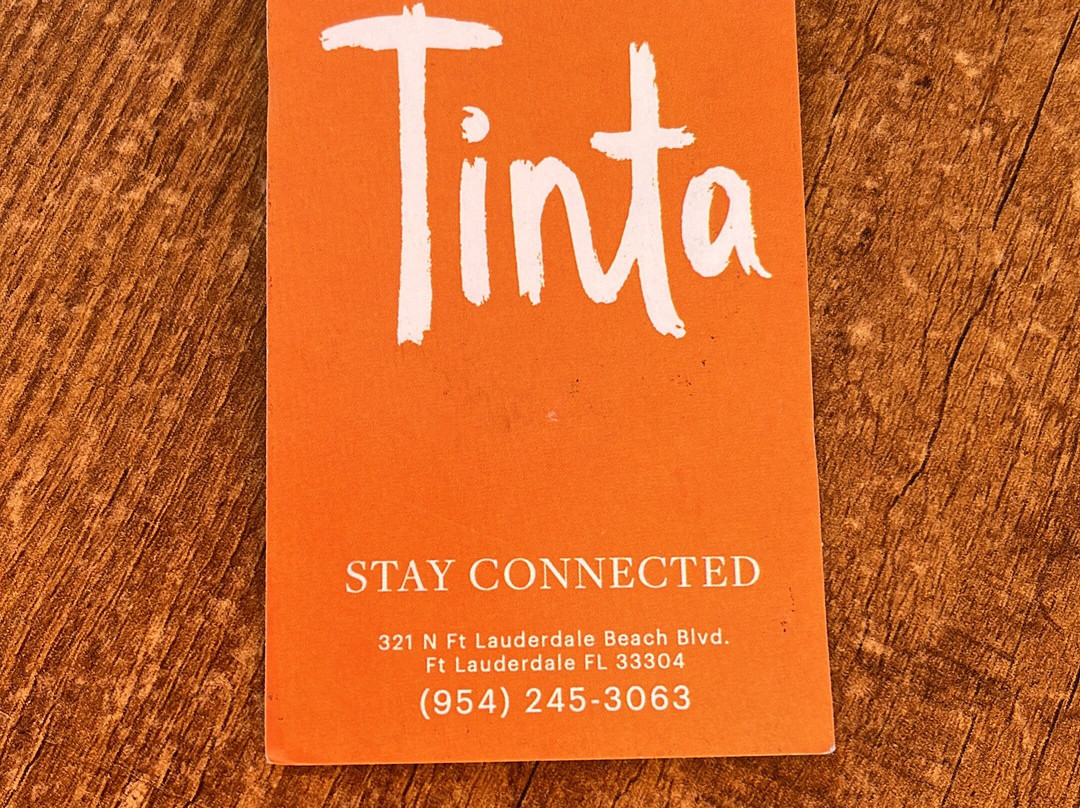 Tinta
STAY CONNECTED
321 N Ft Lauderdale Beach Blvd.
Ft Lauderdale FL 33304
(954) 245-3063